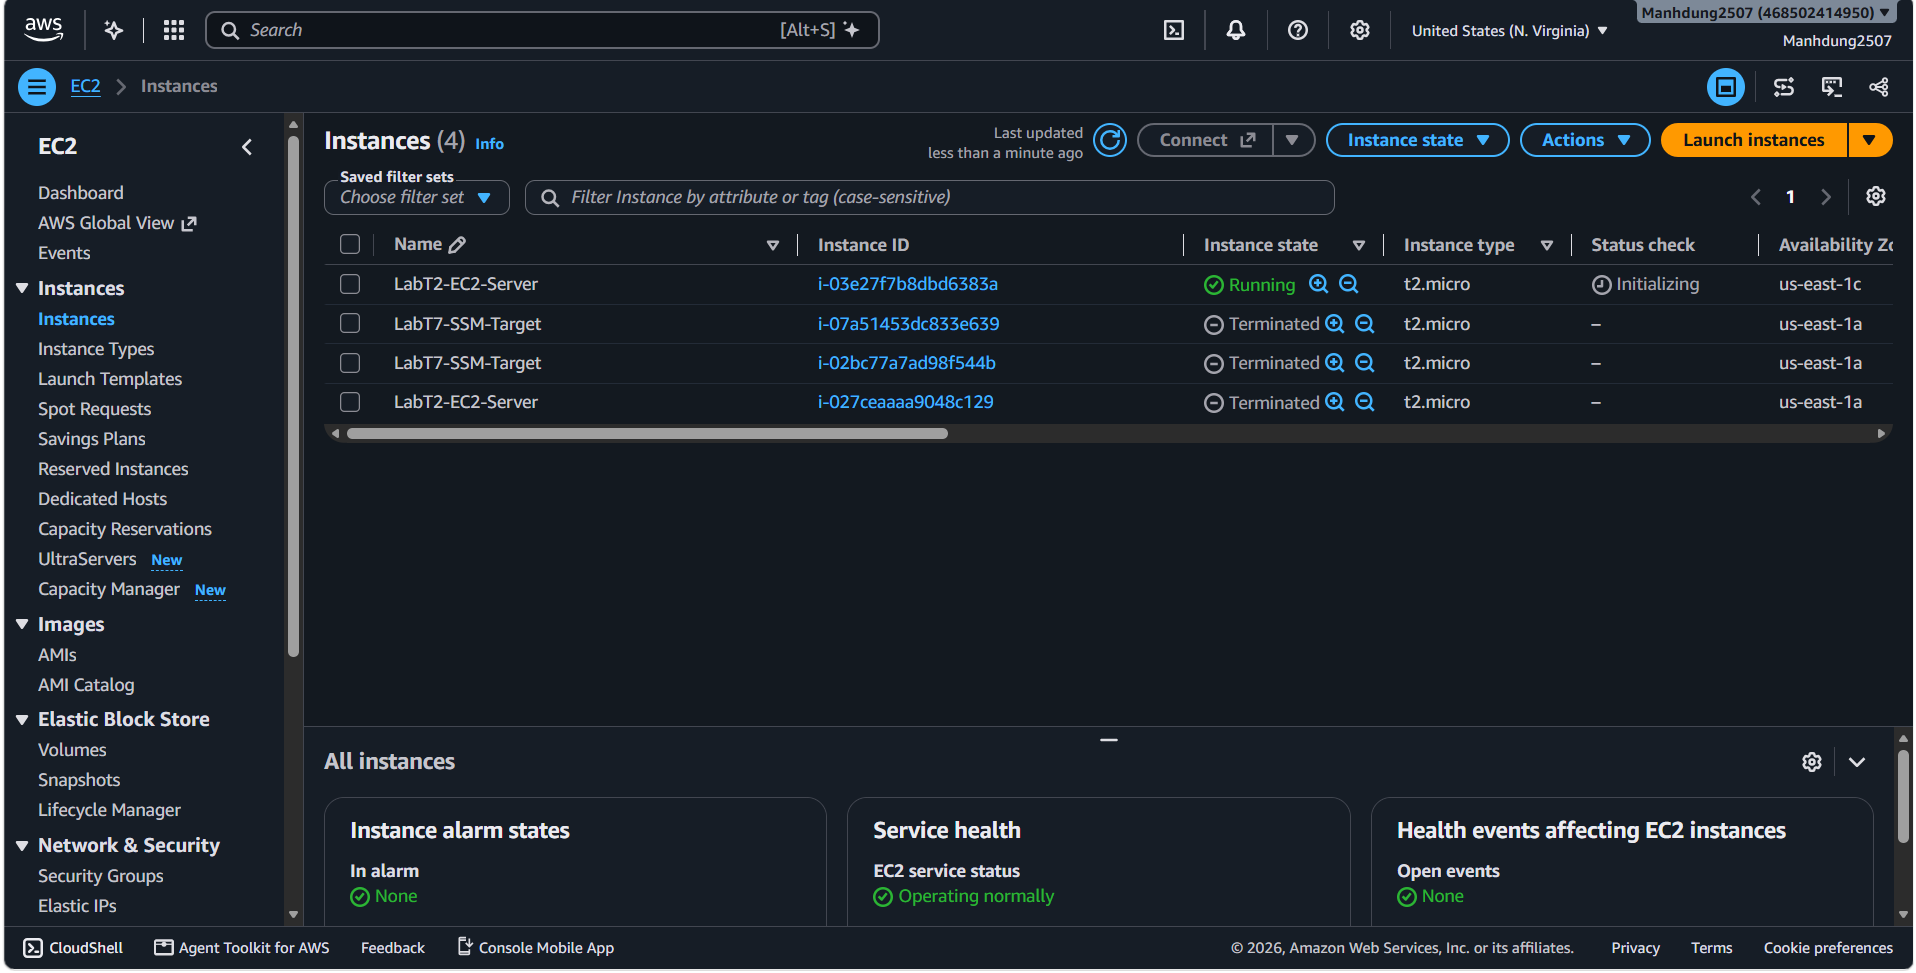 aws
Search [Alt+S]
United States (N. Virginia)
Manhdung2507 (468502414950)
Manhdung2507
EC2 Instances
EC2
Dashboard
AWS Global View
Events
Instances
Instances
Instance Types
Launch Templates
Spot Requests
Savings Plans
Reserved Instances
Dedicated Hosts
Capacity Reservations
UltraServers New
Capacity Manager New
Images
AMIs
AMI Catalog
Elastic Block Store
Volumes
Snapshots
Lifecycle Manager
Network & Security
Security Groups
Elastic IPs
Instances (4) Info
Last updated
less than a minute ago
Connect
Instance state
Actions
Launch instances
Saved filter sets
Choose filter set
Filter Instance by attribute or tag (case-sensitive)
1
Name Instance ID Instance state Instance type Status check Availability Zo
LabT2-EC2-Server i-03e27f7b8dbd6383a Running t2.micro Initializing us-east-1c
LabT7-SSM-Target i-07a51453dc833e639 Terminated t2.micro – us-east-1a
LabT7-SSM-Target i-02bc77a7ad98f544b Terminated t2.micro – us-east-1a
LabT2-EC2-Server i-027ceaaaa9048c129 Terminated t2.micro – us-east-1a
All instances
Instance alarm states
In alarm
None
Service health
EC2 service status
Operating normally
Health events affecting EC2 instances
Open events
None
CloudShell Agent Toolkit for AWS Feedback Console Mobile App © 2026, Amazon Web Services, Inc. or its affiliates. Privacy Terms Cookie preferences